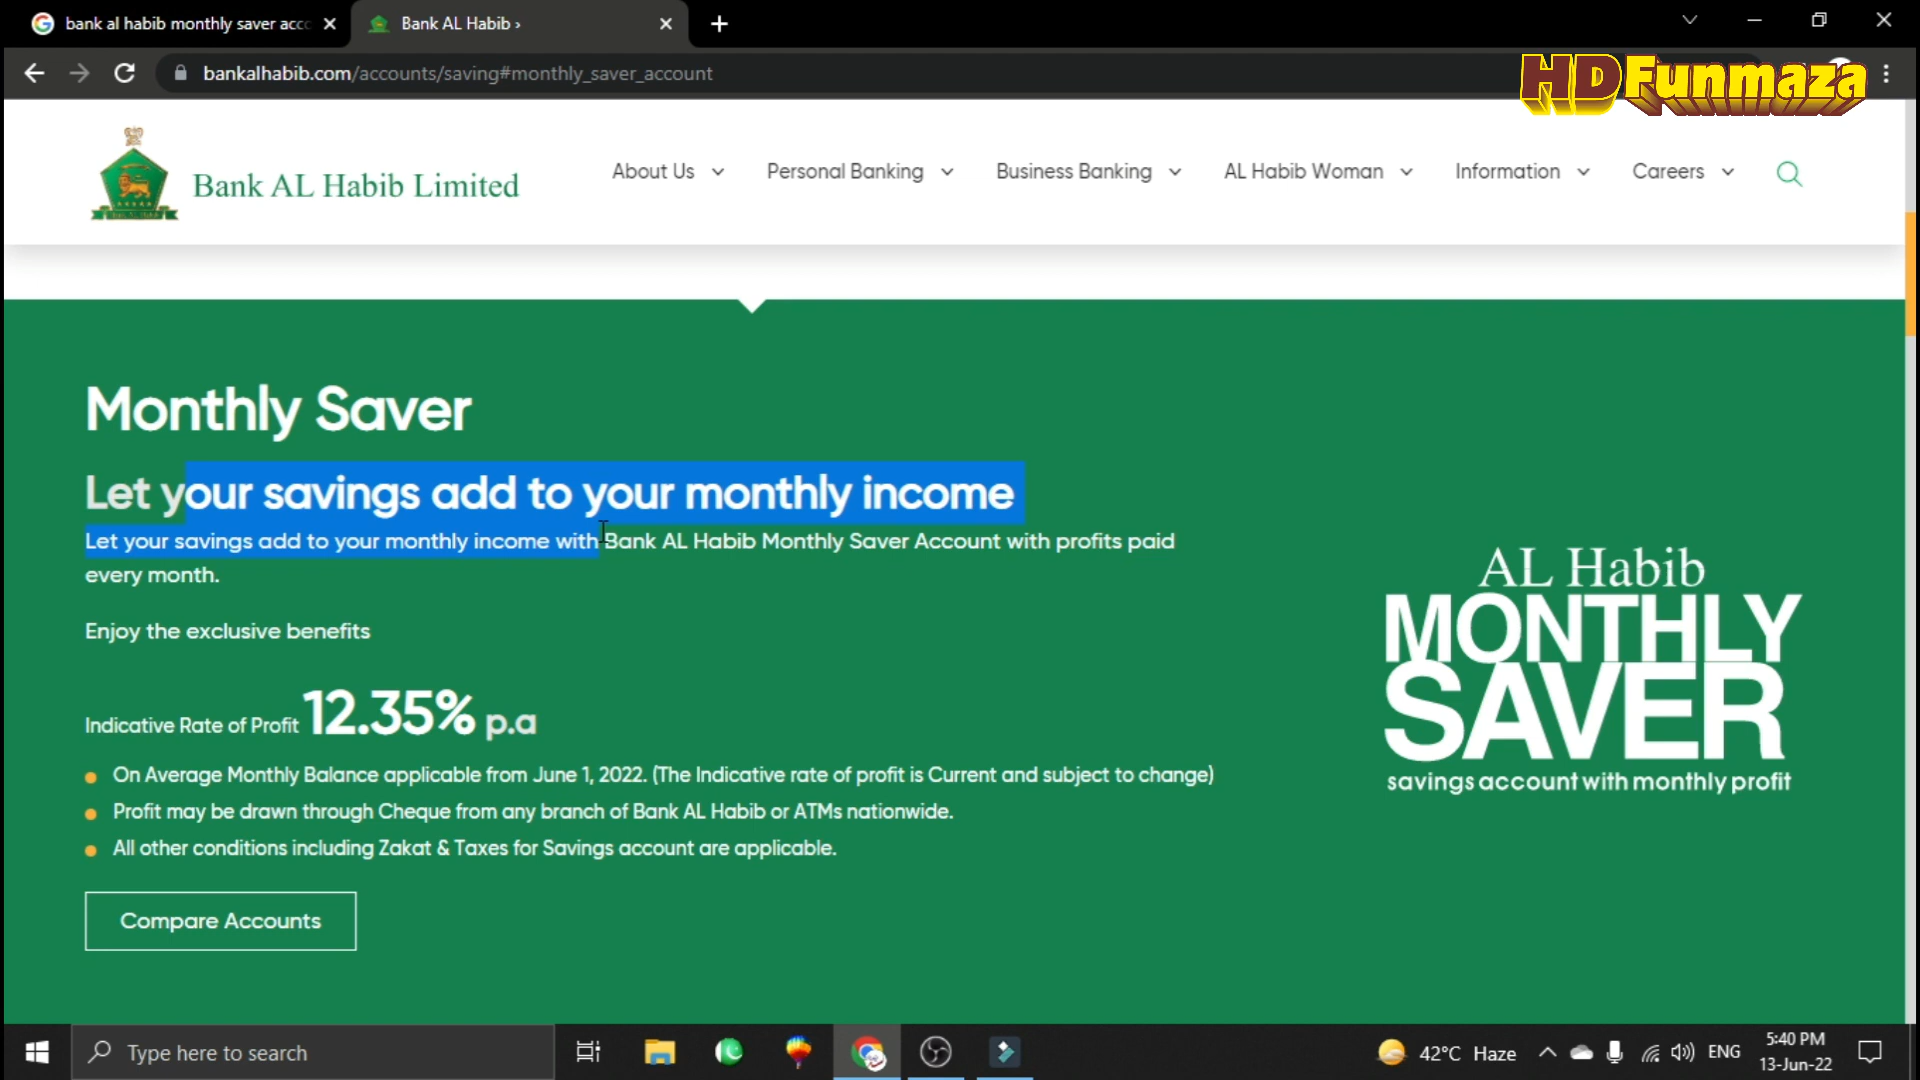 bank al habib monthly saver acc
Bank AL Habib ›
bankalhabib.com/accounts/saving#monthly_saver_account
HDFunmaza
Bank AL Habib Limited
About Us
Personal Banking
Business Banking
AL Habib Woman
Information
Careers
Monthly Saver
Let your savings add to your monthly income
Let your savings add to your monthly income with Bank AL Habib Monthly Saver Account with profits paid
every month.
Enjoy the exclusive benefits
Indicative Rate of Profit 12.35% p.a
On Average Monthly Balance applicable from June 1, 2022. (The Indicative rate of profit is Current and subject to change)
Profit may be drawn through Cheque from any branch of Bank AL Habib or ATMs nationwide.
All other conditions including Zakat & Taxes for Savings account are applicable.
Compare Accounts
AL Habib
MONTHLY
SAVER
savings account with monthly profit
Type here to search
42°C Haze
ENG
5:40 PM
13-Jun-22